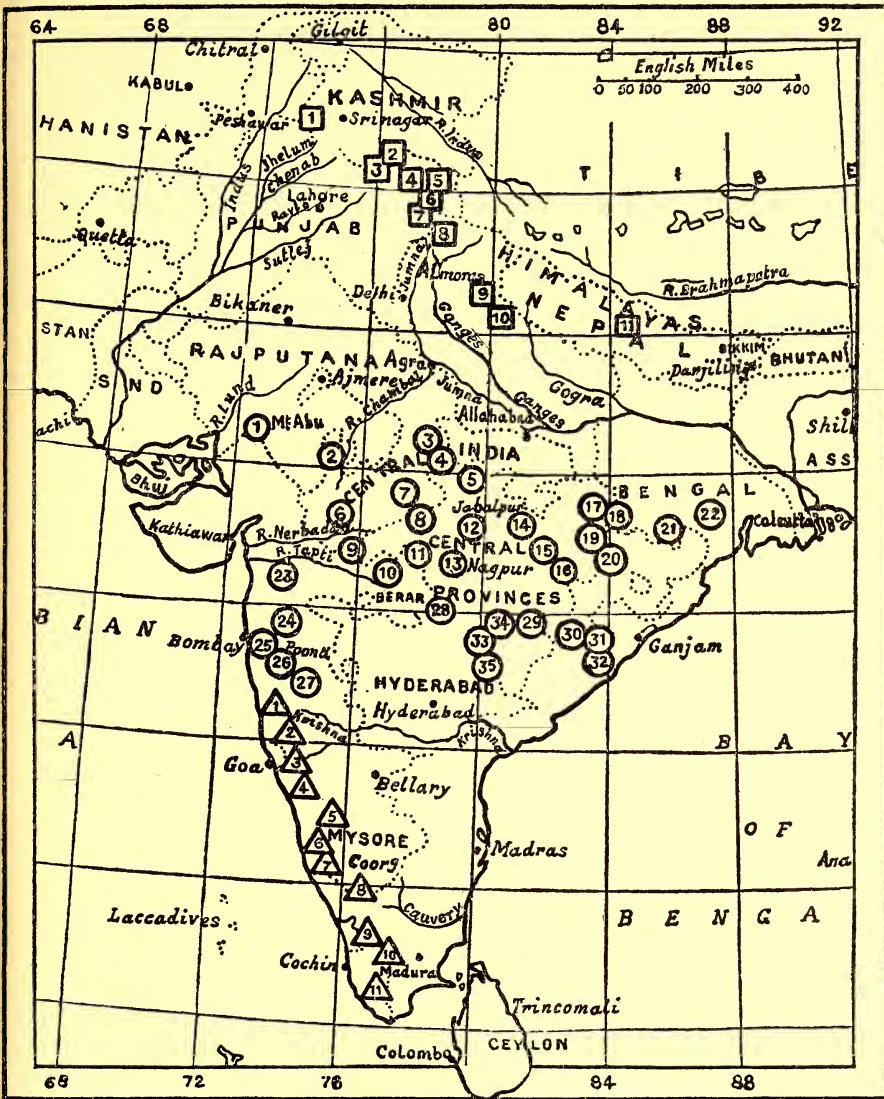 64 68 72 80 84 88 92
Gilgit
Chitral
English Miles
0 50 100 200 300 400
KABUL
KASHMIR
Peshawar 1 Srinagar
R. Indus
HANISTAN
2
Jhelum
3
Chenab
4 5
T I B E
Indus
6
Lahore
Ravi
7
PUNJAB
8
Quetta
Sutlej
HIMALAYAS
Jumna
Almora
R. Brahmapatra
9
Delhi
NEPAL
Bikaner
10
11
Ganges
STAN
SIKKIM
BHUTAN
RAJPUTANA
Agra
Darjiling
SIND
Ajmere
R. Chambal
Jumna
Ganges
Gogra
R. Lund
Allahabad
achi
Shil
1 Mt Abu
3
ASS
2
4
CENTRAL INDIA
5
Bhuj
7
BENGAL
6
8
Jabalpur
17
18
22
12
14
21
Calcutta
Kathiawar
R. Nerbada
19
9
11
CENTRAL
15
20
R. Tapti
13 Nagpur
16
23
10
BERAR PROVINCES
28
24
34 29
BIAN
30 31
Bombay 25 Poona
33
Ganjam
26
35
32
27
HYDERABAD
Hyderabad
1
Krishna
2
Krishna
A
BAY
Goa
3
4
Bellary
5
6 MYSORE
OF
7 Coorg
Madras
Ana
8
Laccadives
Cauvery
BENGA
9
10
Cochin
Madura
11
Trincomali
CEYLON
Colombo
68 72 76 80 84 88